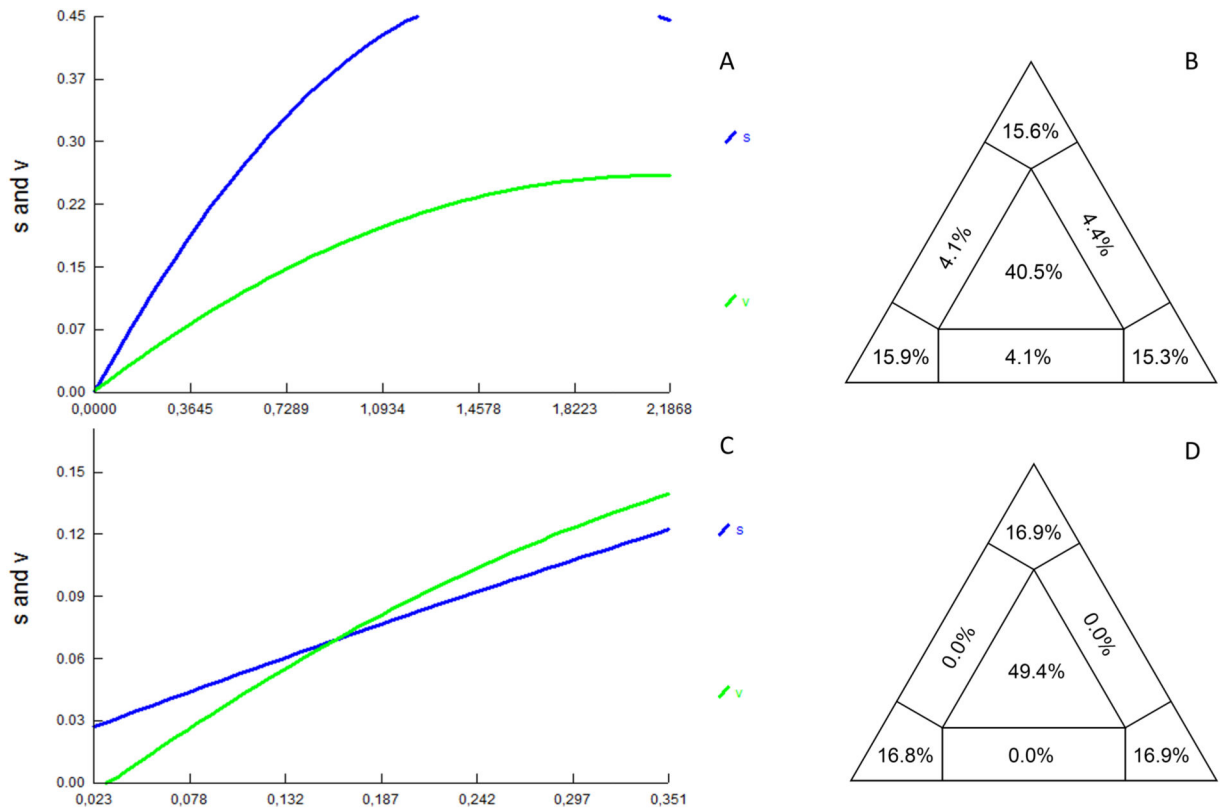 A
B
s and v
0.45
0.37
0.30
0.22
0.15
0.07
0.00
0,0000 0,3645 0,7289 1,0934 1,4578 1,8223 2,1868
s
v
15.6%
4.1%
4.4%
40.5%
15.9%
4.1%
15.3%
C
D
s and v
0.15
0.12
0.09
0.06
0.03
0.00
0,023 0,078 0,132 0,187 0,242 0,297 0,351
s
v
16.9%
0.0%
0.0%
49.4%
16.8%
0.0%
16.9%